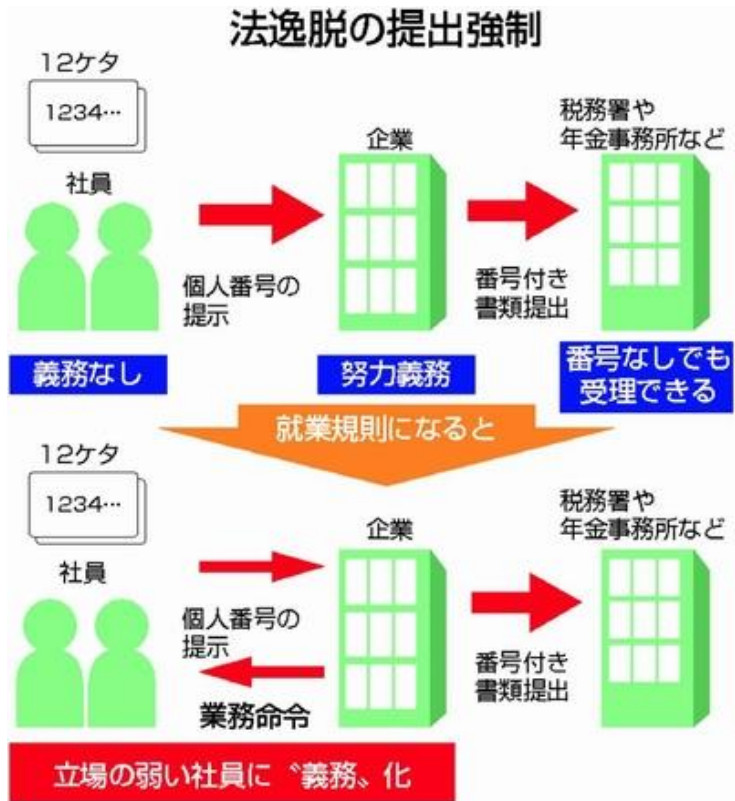 法逸脱の提出強制
12ケタ
1234…
社員
企業
税務署や
年金事務所など
個人番号の
提示
番号付き
書類提出
義務なし
努力義務
番号なしでも
受理できる
就業規則になると
12ケタ
1234…
社員
企業
税務署や
年金事務所など
個人番号の
提示
業務命令
番号付き
書類提出
立場の弱い社員に〝義務〟化